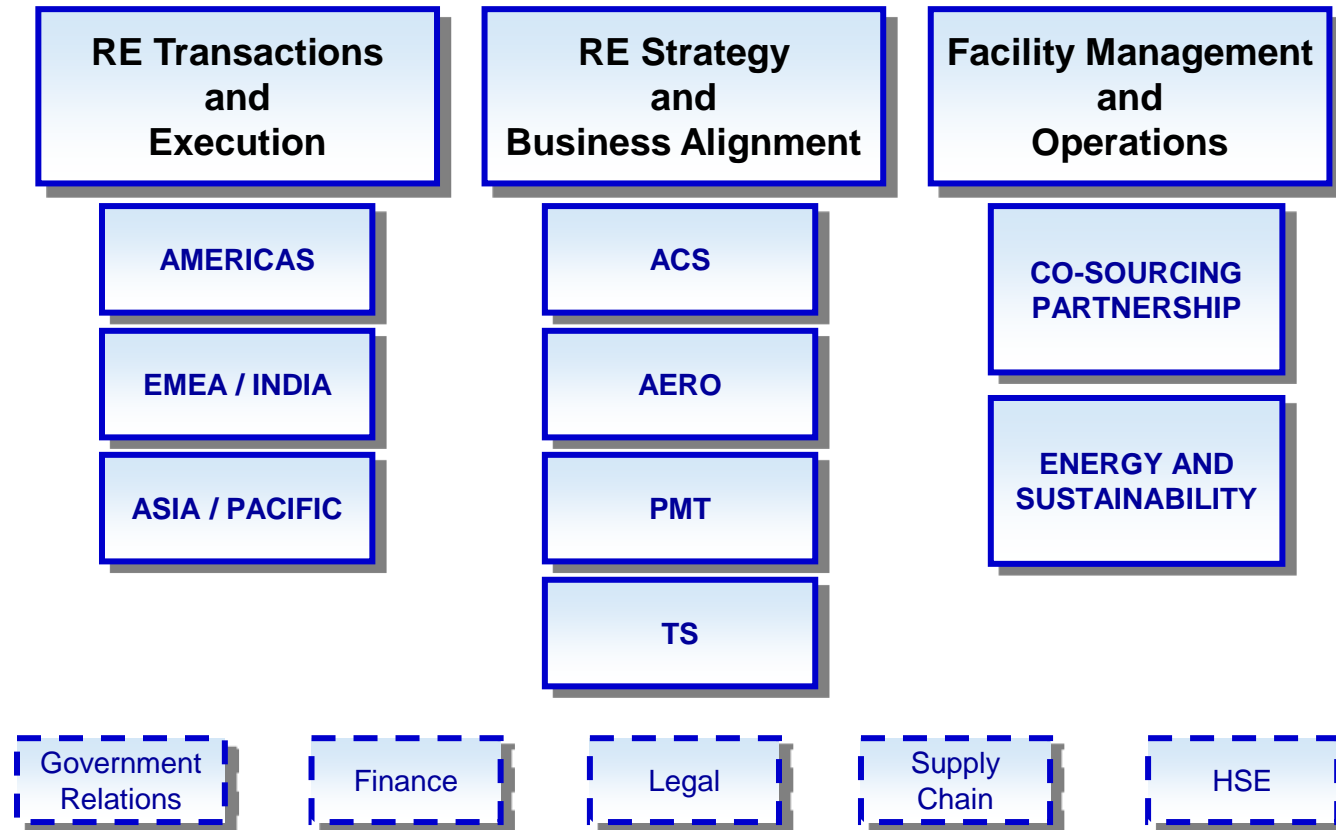 RE Transactions
and
Execution
RE Strategy
and
Business Alignment
Facility Management
and
Operations
AMERICAS
EMEA / INDIA
ASIA / PACIFIC
ACS
AERO
PMT
TS
CO-SOURCING
PARTNERSHIP
ENERGY AND
SUSTAINABILITY
Government
Relations
Finance
Legal
Supply
Chain
HSE